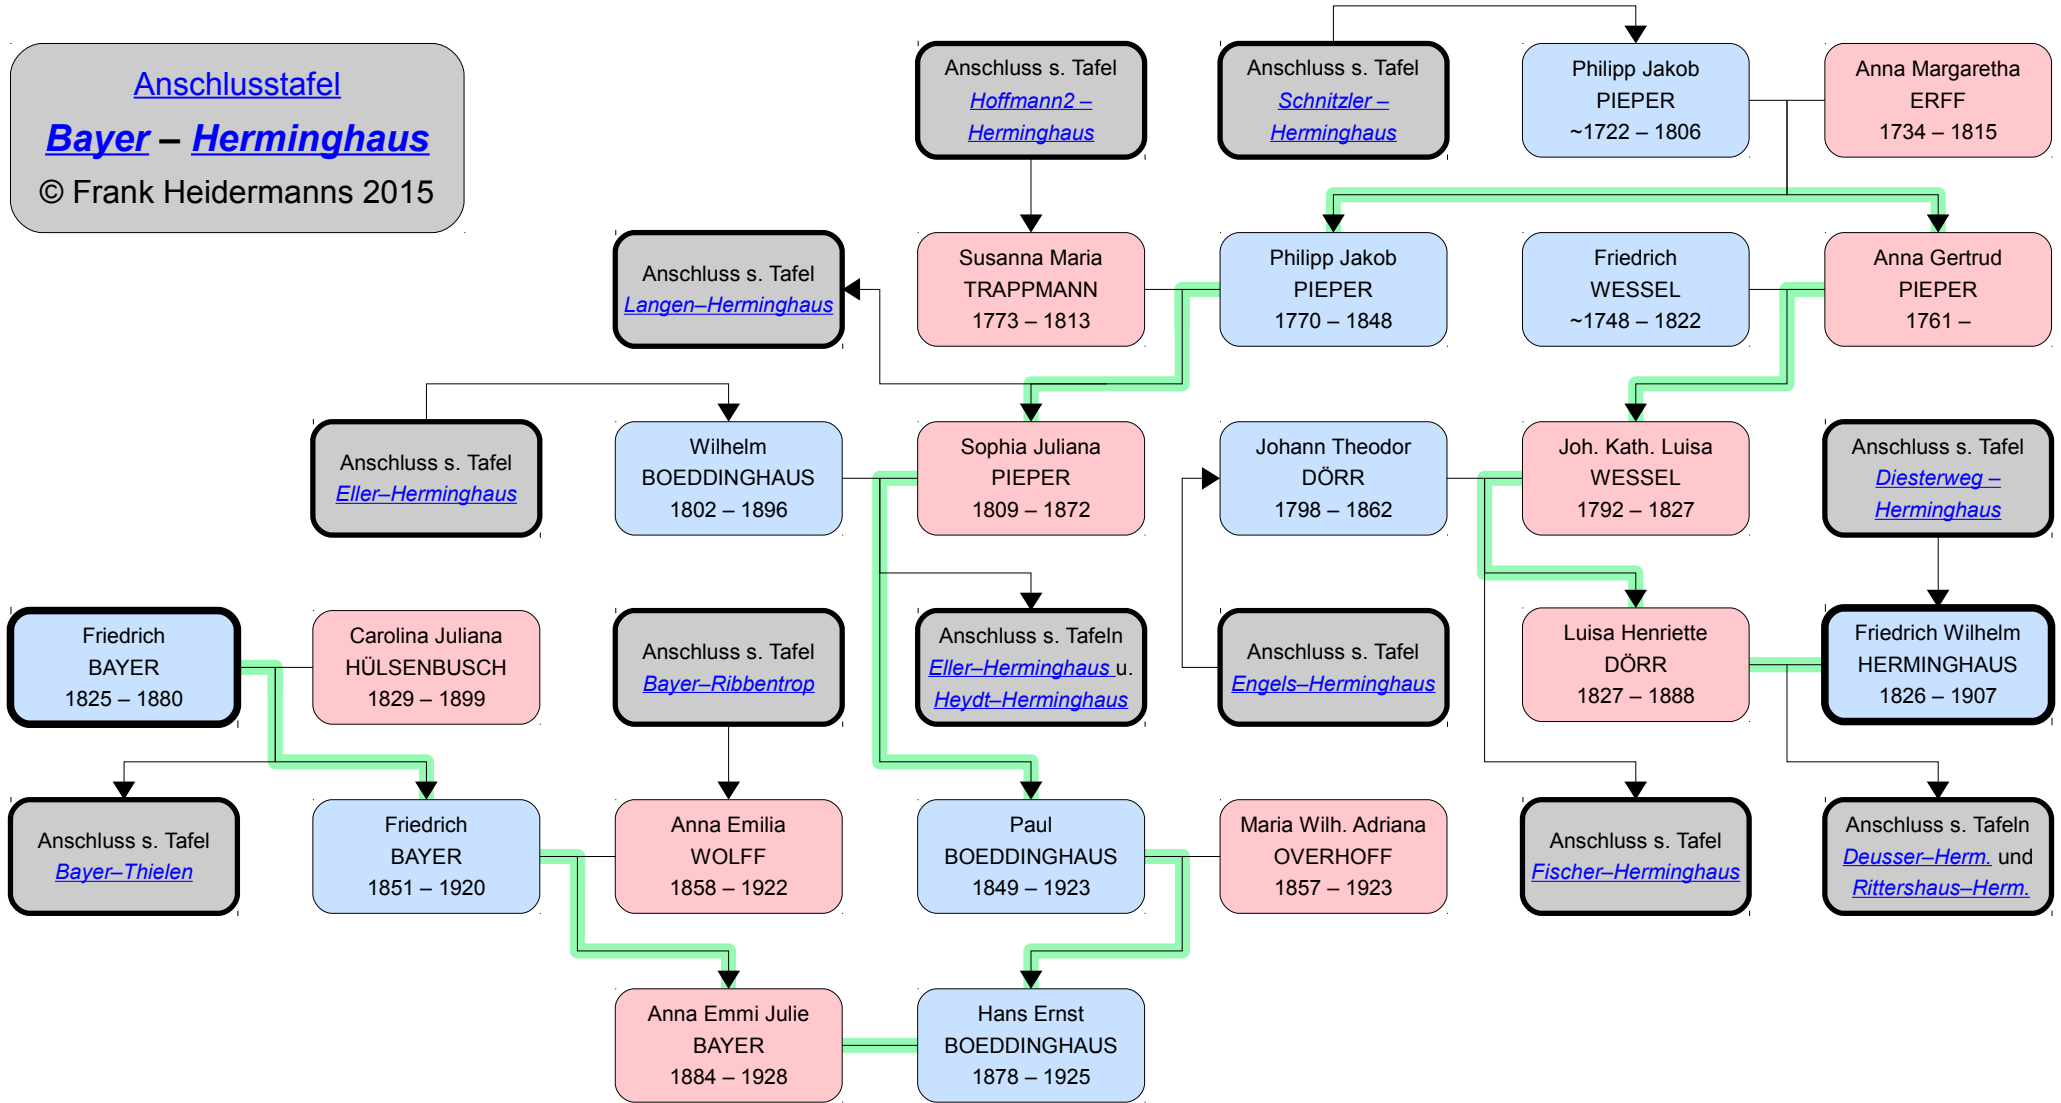 Anschlusstafel
Bayer – Herminghaus
© Frank Heidermanns 2015
Anschluss s. Tafel
Hoffmann2 –
Herminghaus
Anschluss s. Tafel
Schnitzler –
Herminghaus
Philipp Jakob
PIEPER
~1722 – 1806
Anna Margaretha
ERFF
1734 – 1815
Anschluss s. Tafel
Langen–Herminghaus
Susanna Maria
TRAPPMANN
1773 – 1813
Philipp Jakob
PIEPER
1770 – 1848
Friedrich
WESSEL
~1748 – 1822
Anna Gertrud
PIEPER
1761 –
Anschluss s. Tafel
Eller–Herminghaus
Wilhelm
BOEDDINGHAUS
1802 – 1896
Sophia Juliana
PIEPER
1809 – 1872
Johann Theodor
DÖRR
1798 – 1862
Joh. Kath. Luisa
WESSEL
1792 – 1827
Anschluss s. Tafel
Diesterweg –
Herminghaus
Friedrich
BAYER
1825 – 1880
Carolina Juliana
HÜLSENBUSCH
1829 – 1899
Anschluss s. Tafel
Bayer–Ribbentrop
Anschluss s. Tafeln
Eller–Herminghaus u.
Heydt–Herminghaus
Anschluss s. Tafel
Engels–Herminghaus
Luisa Henriette
DÖRR
1827 – 1888
Friedrich Wilhelm
HERMINGHAUS
1826 – 1907
Anschluss s. Tafel
Bayer–Thielen
Friedrich
BAYER
1851 – 1920
Anna Emilia
WOLFF
1858 – 1922
Paul
BOEDDINGHAUS
1849 – 1923
Maria Wilh. Adriana
OVERHOFF
1857 – 1923
Anschluss s. Tafel
Fischer–Herminghaus
Anschluss s. Tafeln
Deusser–Herm. und
Rittershaus–Herm.
Anna Emmi Julie
BAYER
1884 – 1928
Hans Ernst
BOEDDINGHAUS
1878 – 1925